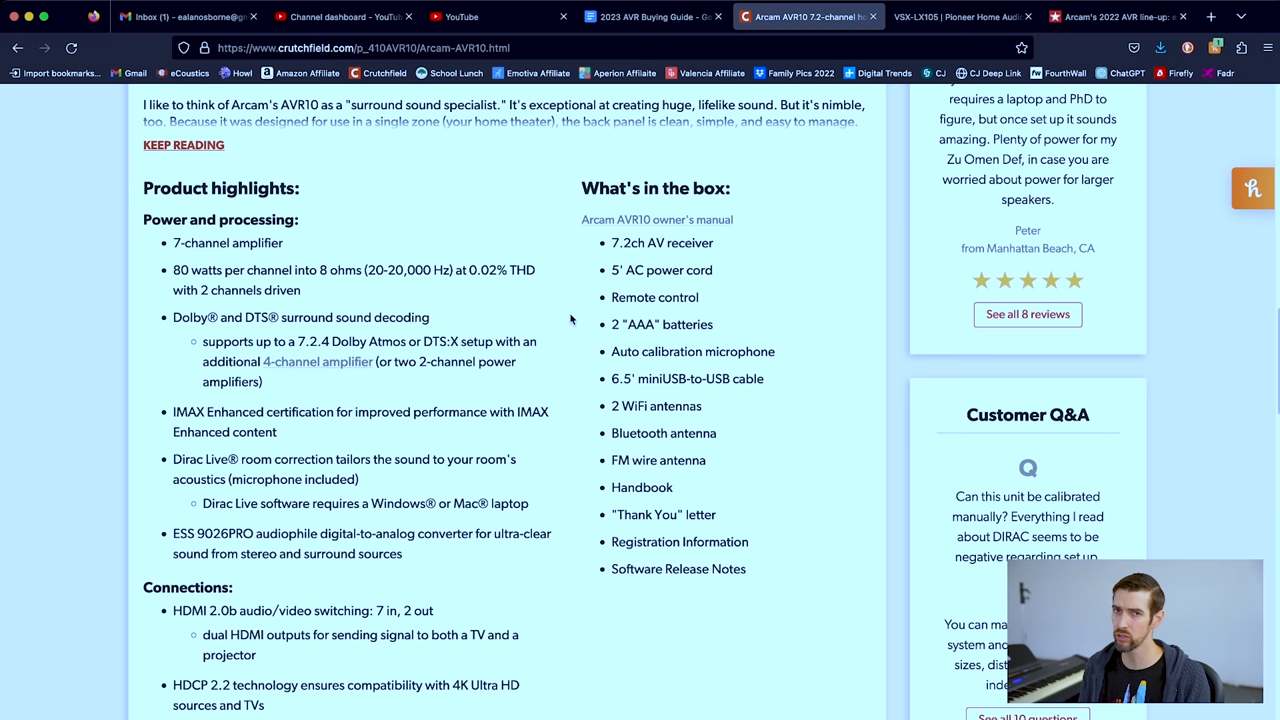 Inbox (1) - ealanosborne@gm
Channel dashboard - YouTub
YouTube
2023 AVR Buying Guide - Go
Arcam AVR10 7.2-channel ho
VSX-LX105 | Pioneer Home Audio
Arcam's 2022 AVR line-up: e
https://www.crutchfield.com/p_410AVR10/Arcam-AVR10.html
Import bookmarks...
Gmail
eCoustics
Howl
Amazon Affiliate
Crutchfield
School Lunch
Emotiva Affiliate
Aperion Affilaite
Valencia Affiliate
Family Pics 2022
Digital Trends
CJ
CJ Deep Link
FourthWall
ChatGPT
Firefly
Fadr
I like to think of Arcam's AVR10 as a "surround sound specialist." It's exceptional at creating huge, lifelike sound. But it's nimble,
too. Because it was designed for use in a single zone (your home theater), the back panel is clean, simple, and easy to manage.
KEEP READING
Product highlights:
Power and processing:
7-channel amplifier
80 watts per channel into 8 ohms (20-20,000 Hz) at 0.02% THD
with 2 channels driven
Dolby® and DTS® surround sound decoding
supports up to a 7.2.4 Dolby Atmos or DTS:X setup with an
additional 4-channel amplifier (or two 2-channel power
amplifiers)
IMAX Enhanced certification for improved performance with IMAX
Enhanced content
Dirac Live® room correction tailors the sound to your room's
acoustics (microphone included)
Dirac Live software requires a Windows® or Mac® laptop
ESS 9026PRO audiophile digital-to-analog converter for ultra-clear
sound from stereo and surround sources
Connections:
HDMI 2.0b audio/video switching: 7 in, 2 out
dual HDMI outputs for sending signal to both a TV and a
projector
HDCP 2.2 technology ensures compatibility with 4K Ultra HD
sources and TVs
What's in the box:
Arcam AVR10 owner's manual
7.2ch AV receiver
5' AC power cord
Remote control
2 "AAA" batteries
Auto calibration microphone
6.5' miniUSB-to-USB cable
2 WiFi antennas
Bluetooth antenna
FM wire antenna
Handbook
"Thank You" letter
Registration Information
Software Release Notes
requires a laptop and PhD to
figure, but once set up it sounds
amazing. Plenty of power for my
Zu Omen Def, in case you are
worried about power for larger
speakers.
Peter
from Manhattan Beach, CA
See all 8 reviews
Customer Q&A
Q
Can this unit be calibrated
manually? Everything I read
about DIRAC seems to be
negative regarding set up
You can ma
system and
sizes, dist
inde
See all 10 questions